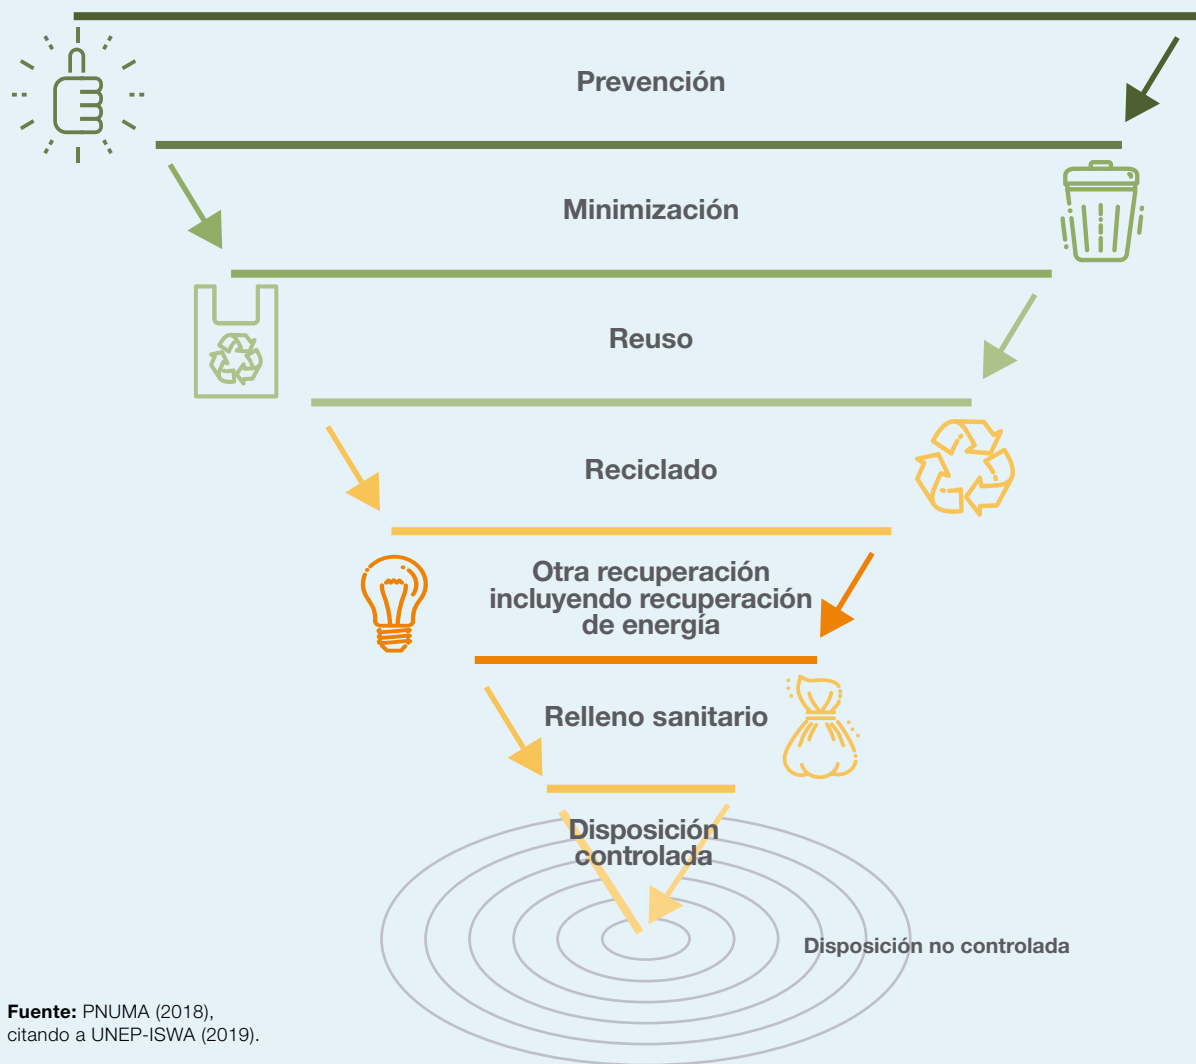 Prevención
Minimización
Reuso
Reciclado
Otra recuperación
incluyendo recuperación
de energía
Relleno sanitario
Disposición
controlada
Disposición no controlada
Fuente: PNUMA (2018),
citando a UNEP-ISWA (2019).